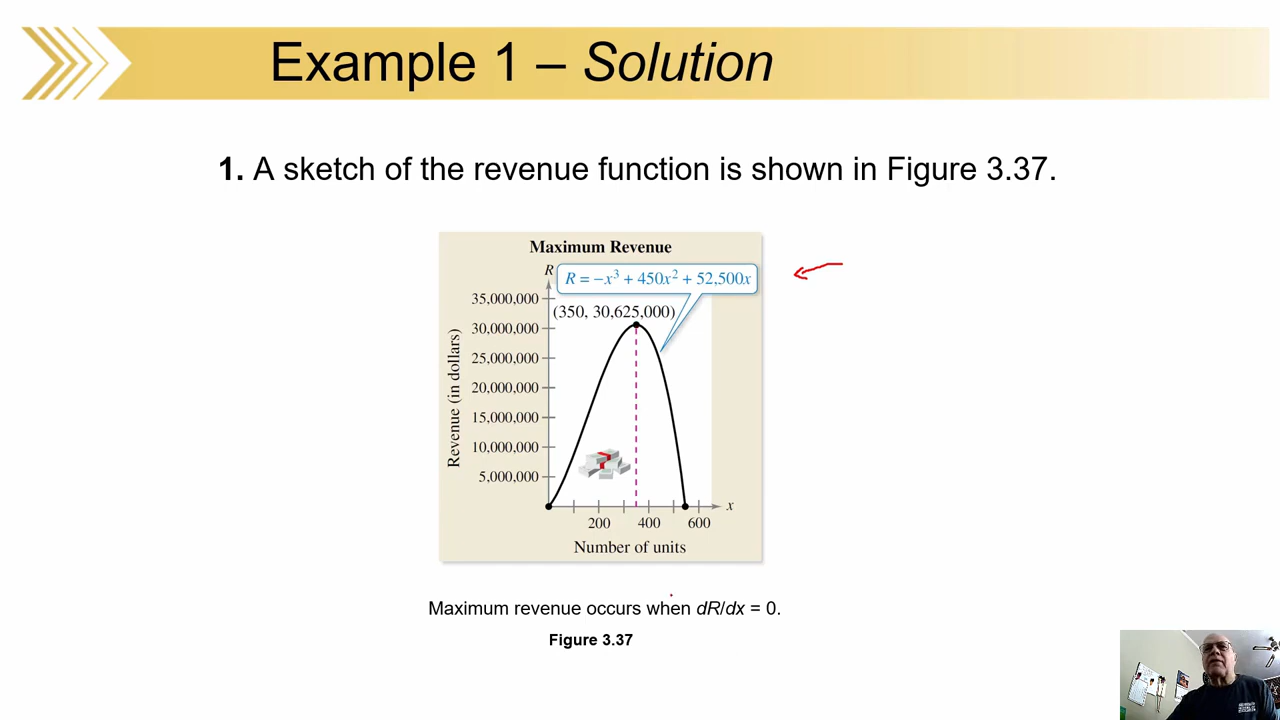 Example 1 – Solution
1. A sketch of the revenue function is shown in Figure 3.37.
Maximum Revenue
R
R = −x³ + 450x² + 52,500x
(350, 30,625,000)
35,000,000
30,000,000
25,000,000
20,000,000
15,000,000
10,000,000
5,000,000
Revenue (in dollars)
200 400 600
x
Number of units
Maximum revenue occurs when dR/dx = 0.
Figure 3.37